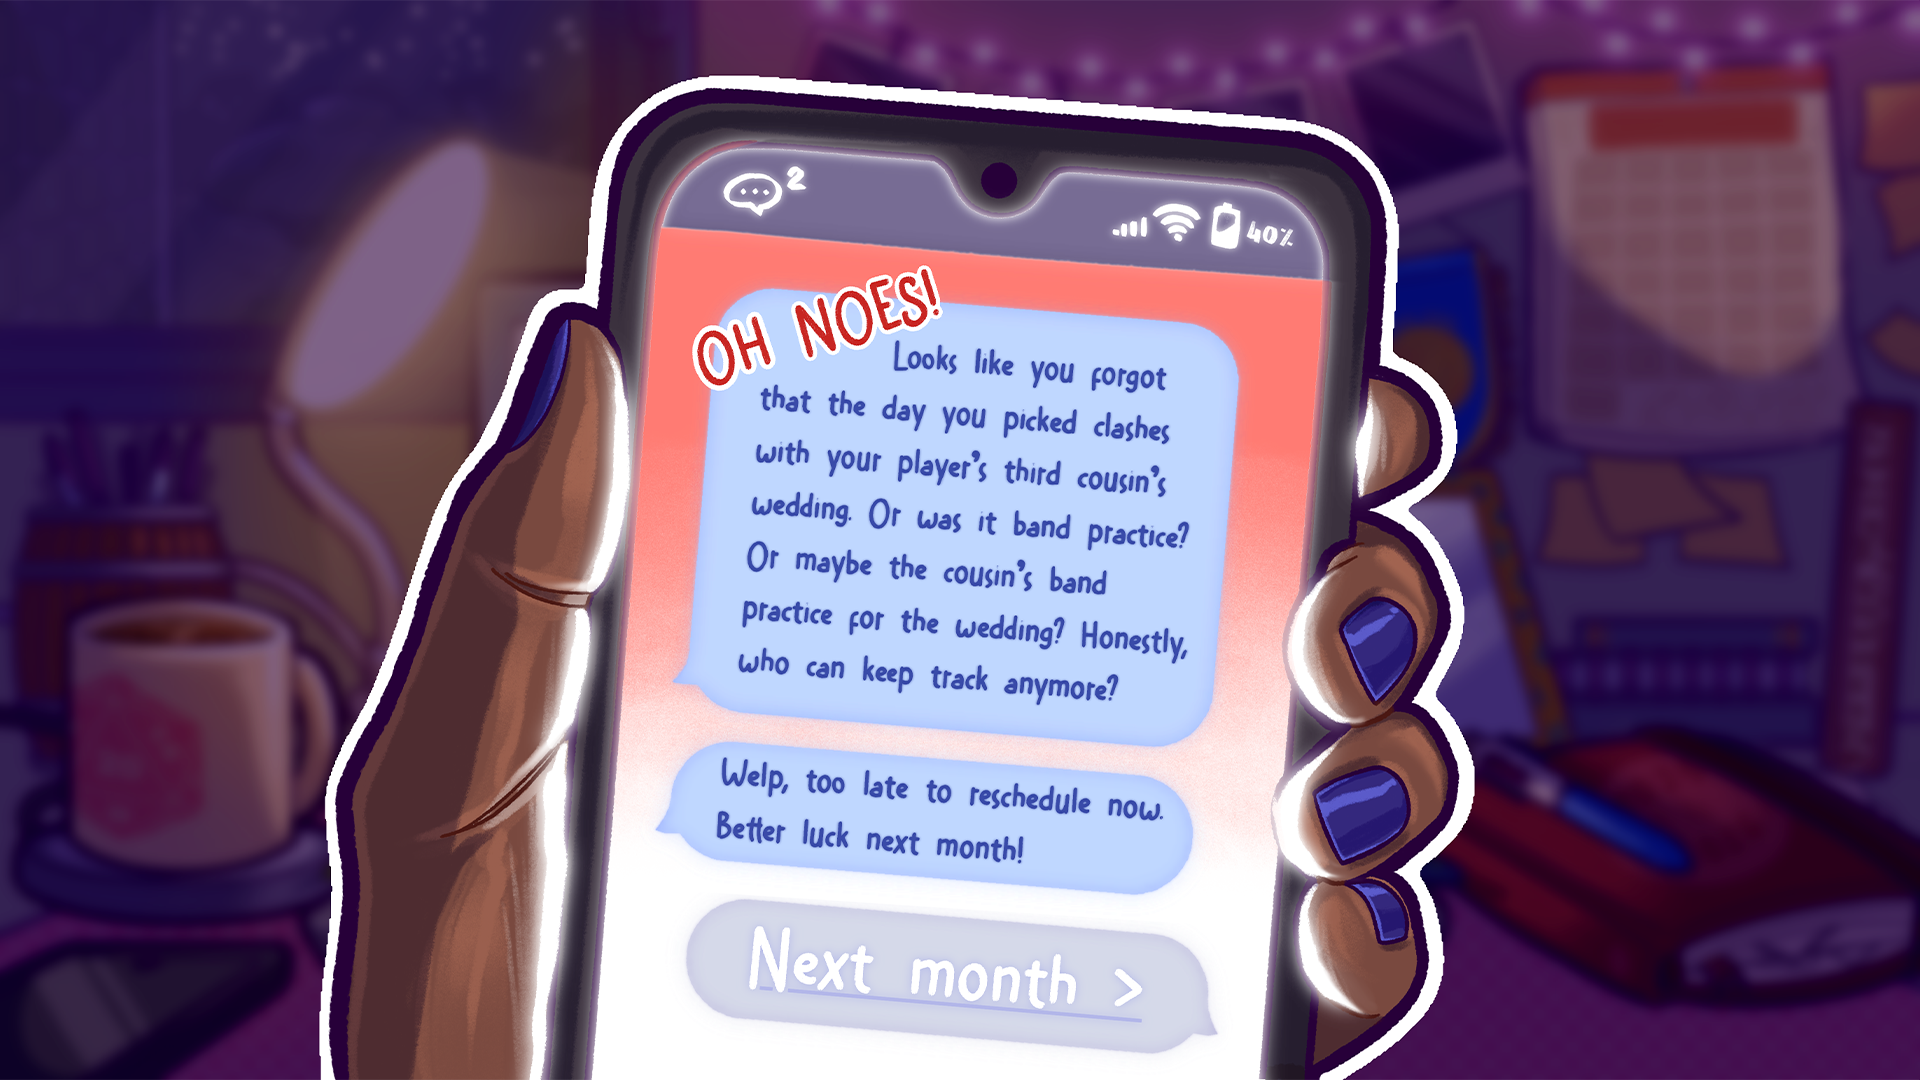 2
40%
OH NOES!
Looks like you forgot
that the day you picked clashes
with your player's third cousin's
wedding. Or was it band practice?
Or maybe the cousin's band
practice for the wedding? Honestly,
who can keep track anymore?
Welp, too late to reschedule now.
Better luck next month!
Next month >